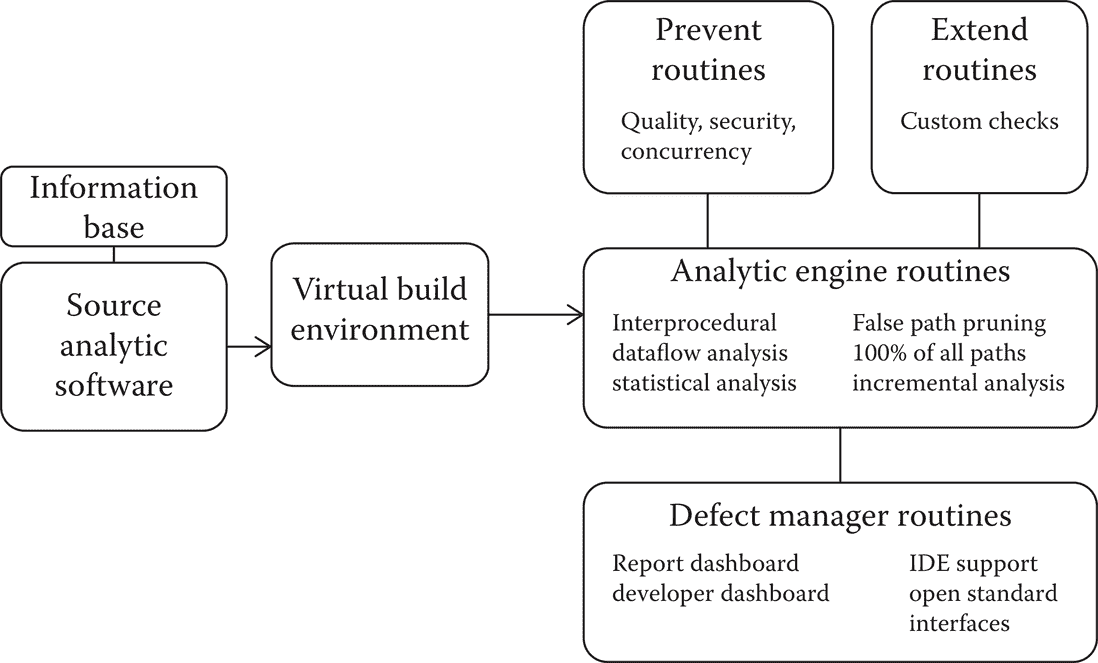 Prevent
routines
Quality, security,
concurrency
Extend
routines
Custom checks
Information
base
Source
analytic
software
Virtual build
environment
Analytic engine routines
Interprocedural
dataflow analysis
statistical analysis
False path pruning
100% of all paths
incremental analysis
Defect manager routines
Report dashboard
developer dashboard
IDE support
open standard
interfaces